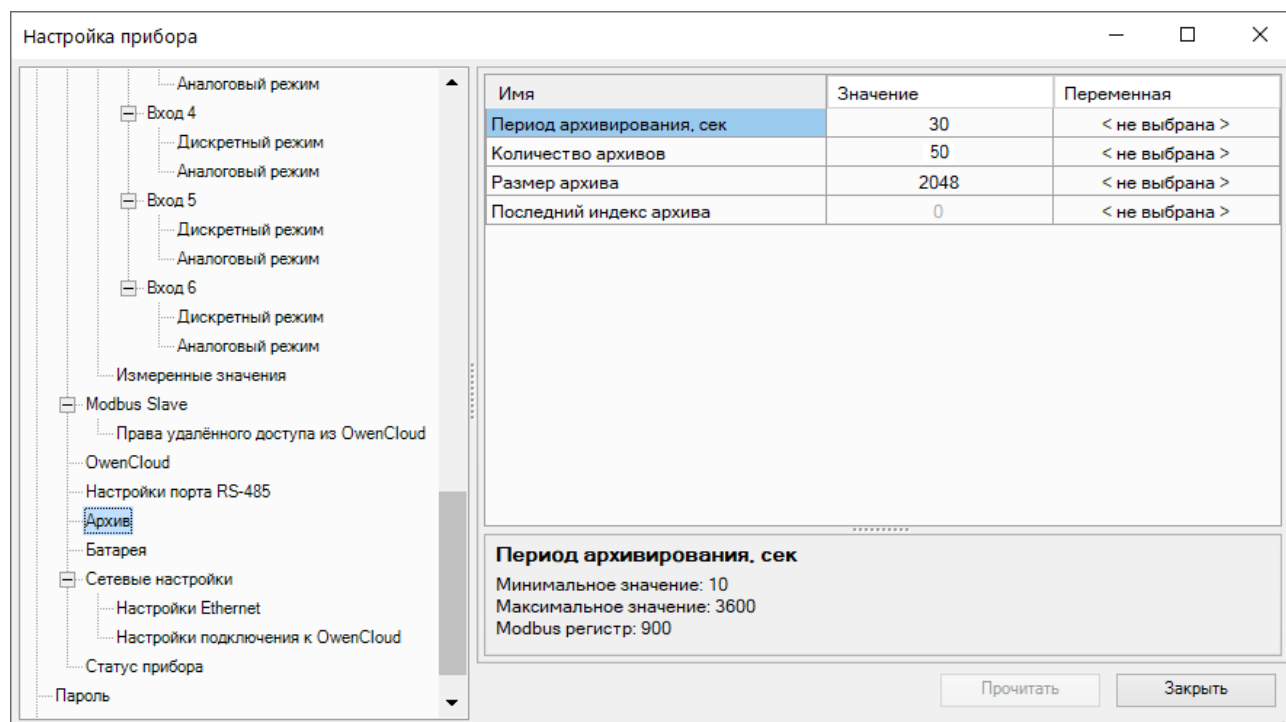 Настройка прибора
Аналоговый режим
Вход 4
Дискретный режим
Аналоговый режим
Вход 5
Дискретный режим
Аналоговый режим
Вход 6
Дискретный режим
Аналоговый режим
Измеренные значения
Modbus Slave
Права удалённого доступа из OwenCloud
OwenCloud
Настройки порта RS-485
Архив
Батарея
Сетевые настройки
Настройки Ethernet
Настройки подключения к OwenCloud
Статус прибора
Пароль
Имя Значение Переменная
Период архивирования, сек 30 < не выбрана >
Количество архивов 50 < не выбрана >
Размер архива 2048 < не выбрана >
Последний индекс архива 0 < не выбрана >
Период архивирования, сек
Минимальное значение: 10
Максимальное значение: 3600
Modbus регистр: 900
Прочитать Закрыть